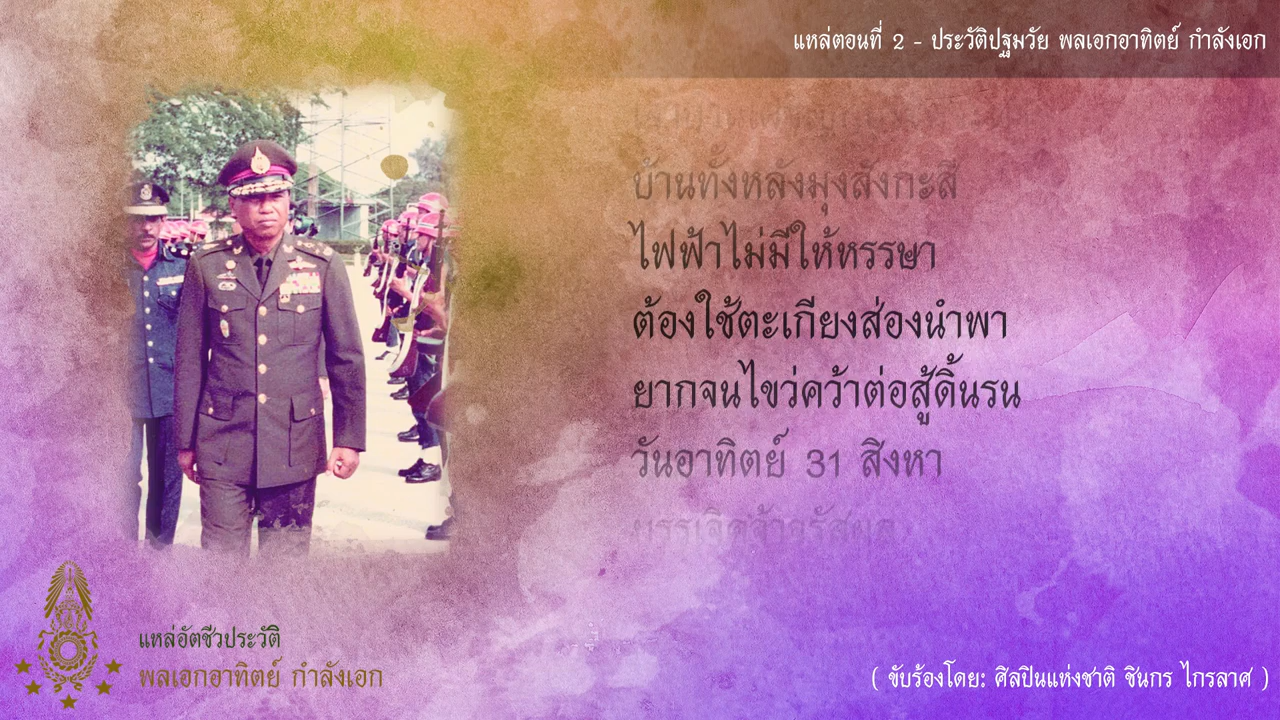 แหล่ตอนที่ 2 - ประวัติปฐมวัย พลเอกอาทิตย์ กำลังเอก
บ้านทั้งหลังมุงสังกะสี
ไฟฟ้าไม่มีให้หรรษา
ต้องใช้ตะเกียงส่องนำพา
ยากจนไขว่คว้าต่อสู้ดิ้นรน
วันอาทิตย์ 31 สิงหา
แหล่อัตชีวประวัติ
พลเอกอาทิตย์ กำลังเอก
( ขับร้องโดย: ศิลปินแห่งชาติ ชินกร ไกรลาศ )